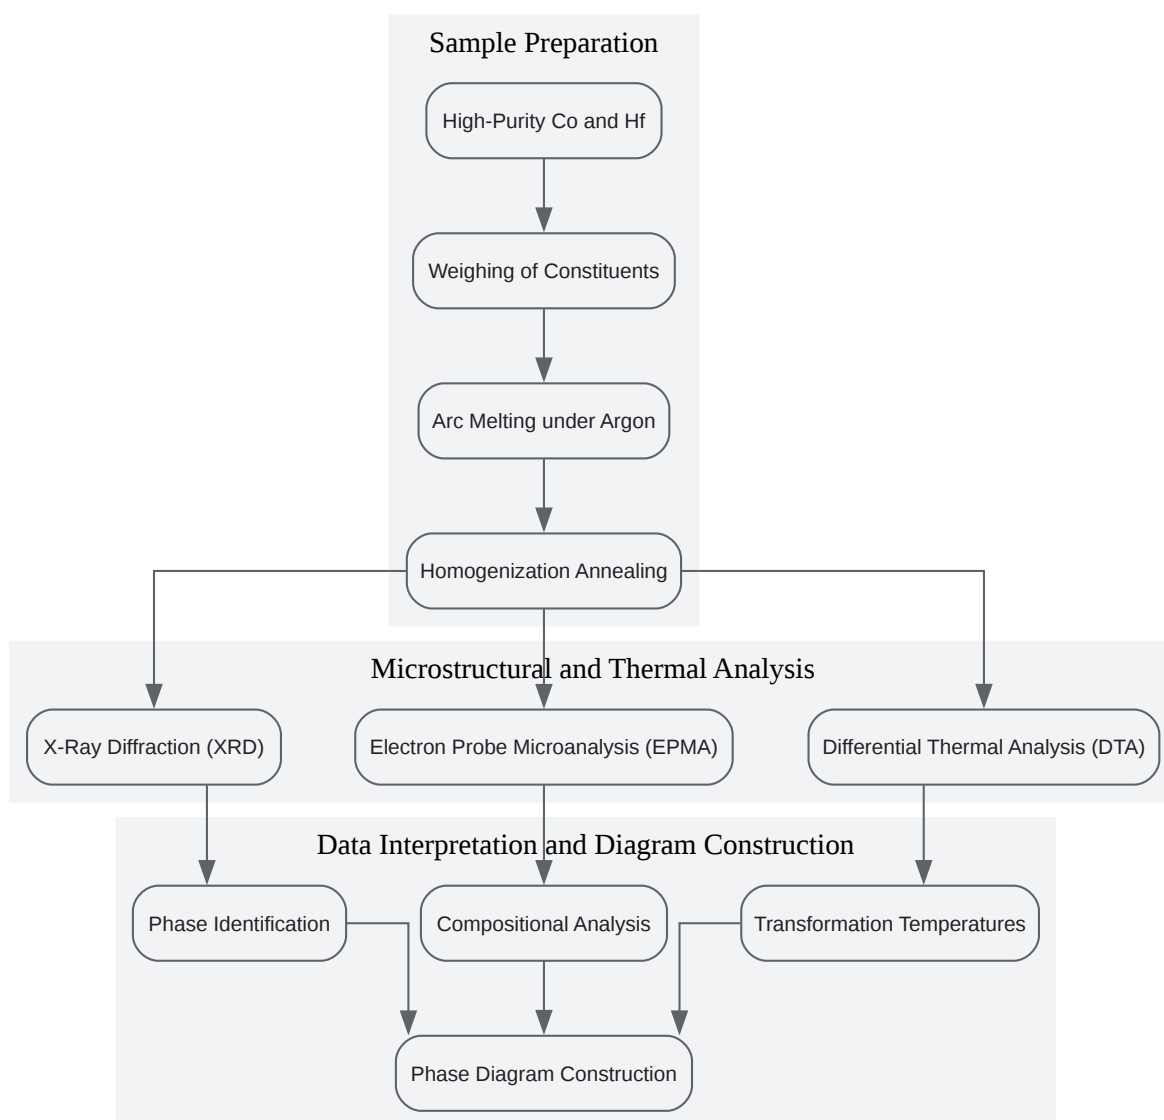 Sample Preparation
High-Purity Co and Hf
Weighing of Constituents
Arc Melting under Argon
Homogenization Annealing
Microstructural and Thermal Analysis
X-Ray Diffraction (XRD)
Electron Probe Microanalysis (EPMA)
Differential Thermal Analysis (DTA)
Data Interpretation and Diagram Construction
Phase Identification
Compositional Analysis
Transformation Temperatures
Phase Diagram Construction